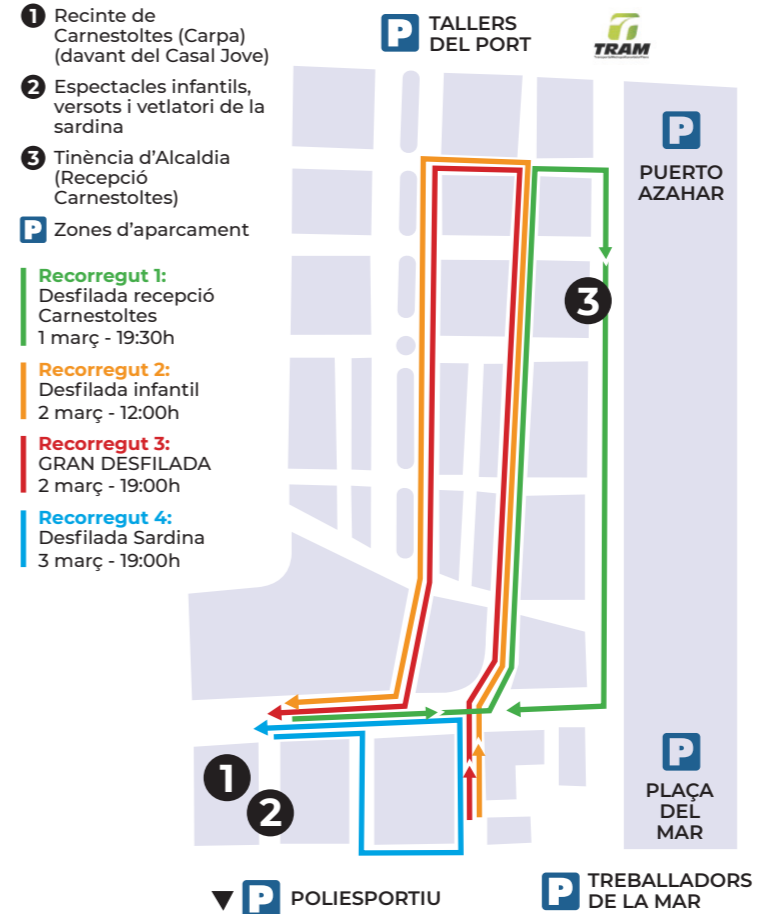 1 Recinte de
Carnestoltes (Carpa)
(davant del Casal Jove)
2 Espectacles infantils,
versots i vetlatori de la
sardina
3 Tinència d'Alcaldia
(Recepció
Carnestoltes)
P Zones d'aparcament
Recorregut 1:
Desfilada recepció
Carnestoltes
1 març - 19:30h
Recorregut 2:
Desfilada infantil
2 març - 12:00h
Recorregut 3:
GRAN DESFILADA
2 març - 19:00h
Recorregut 4:
Desfilada Sardina
3 març - 19:00h
P TALLERS
DEL PORT
TRAM
P
PUERTO
AZAHAR
3
1
2
P
PLAÇA
DEL
MAR
P POLIESPORTIU
P TREBALLADORS
DE LA MAR